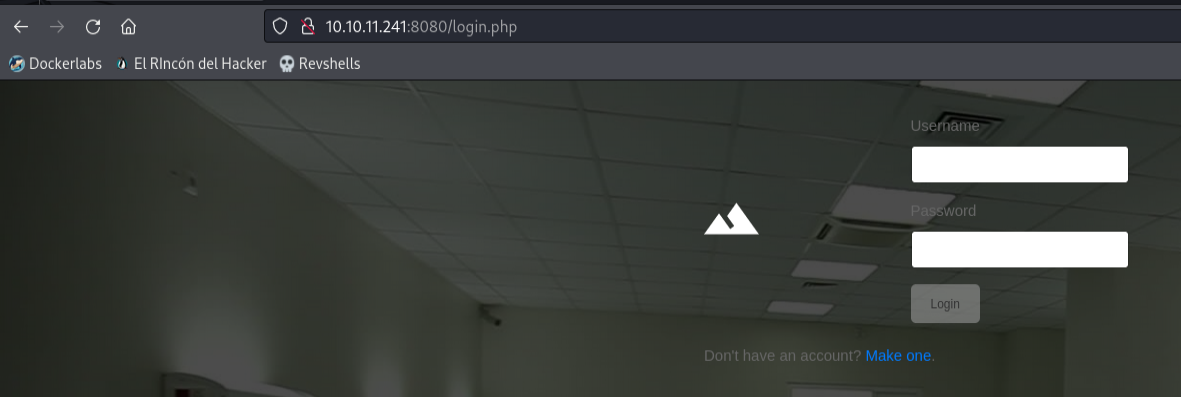 10.10.11.241:8080/login.php
Dockerlabs El RIncón del Hacker Revshells
Username
Password
Login
Don't have an account? Make one.